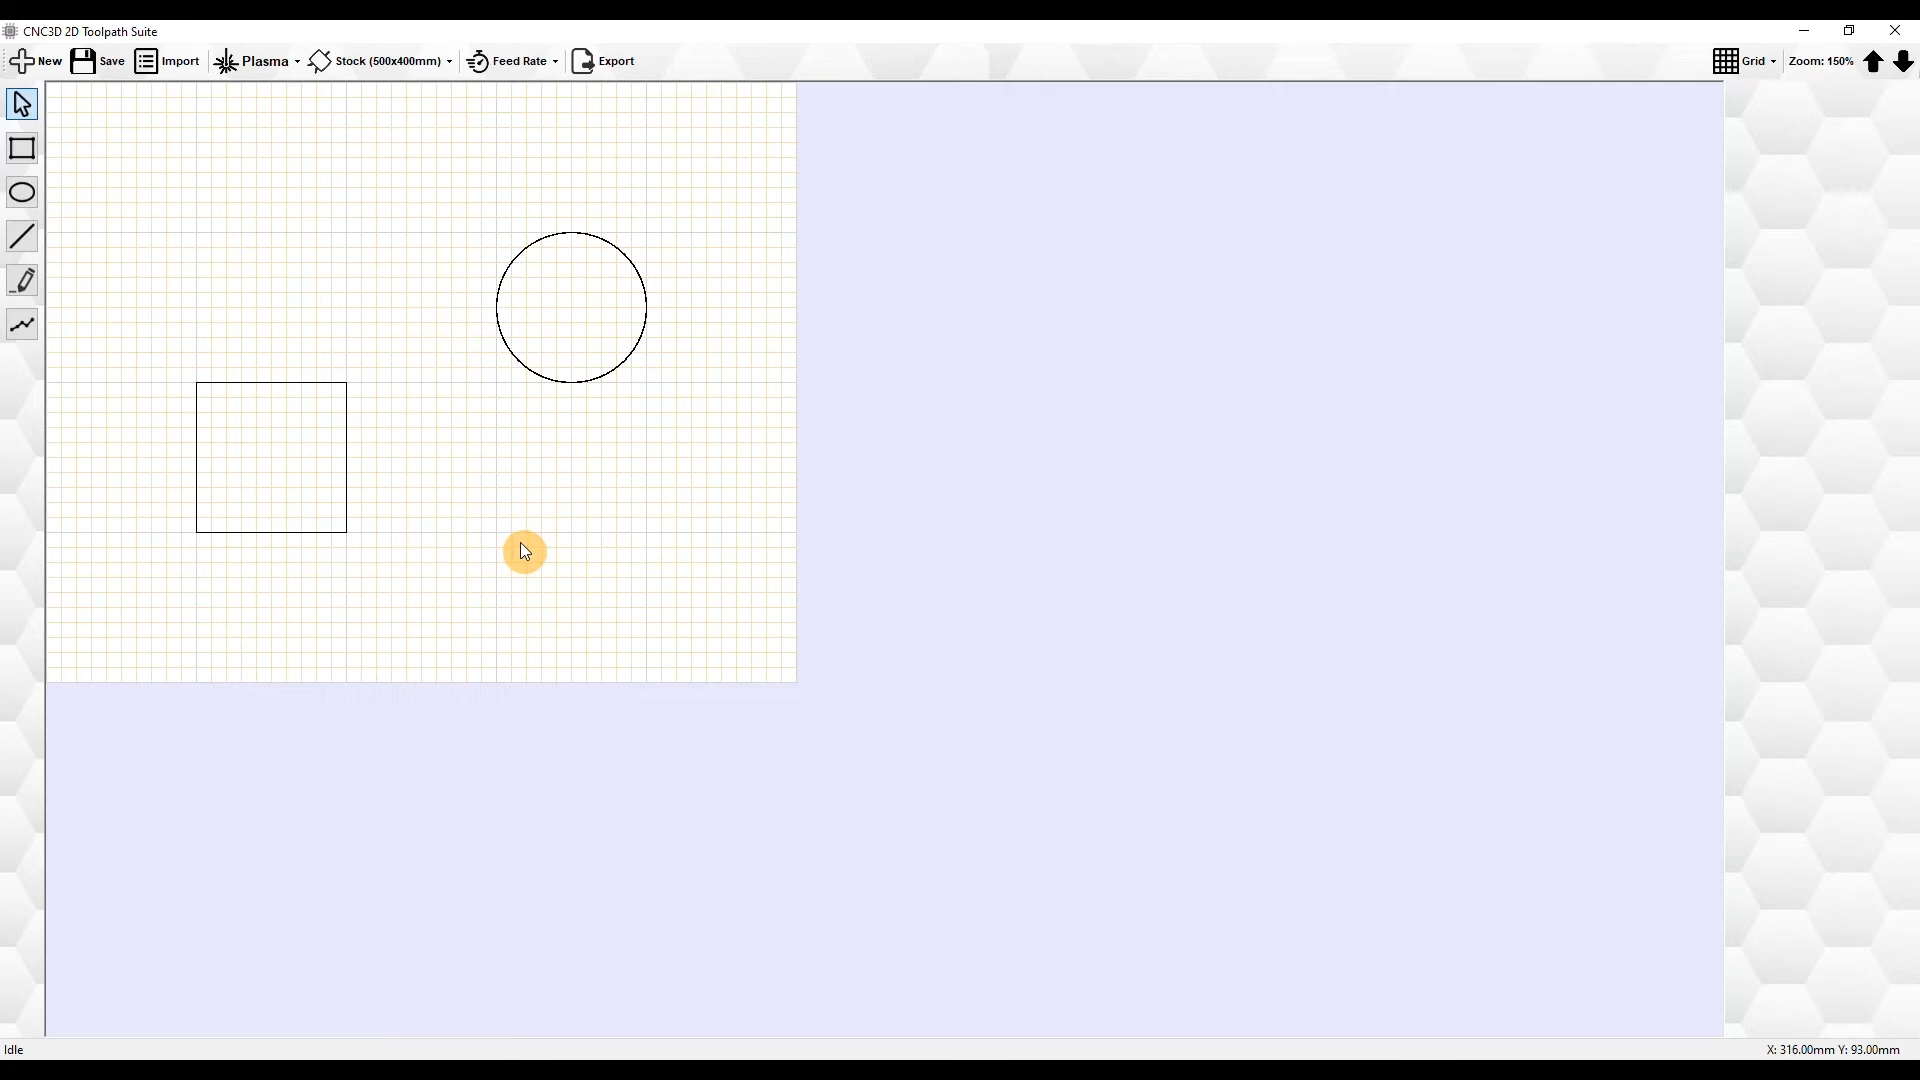 CNC3D 2D Toolpath Suite
New Save Import Plasma Stock (500x400mm) Feed Rate Export Grid Zoom: 150%
Idle X: 316.00mm Y: 93.00mm